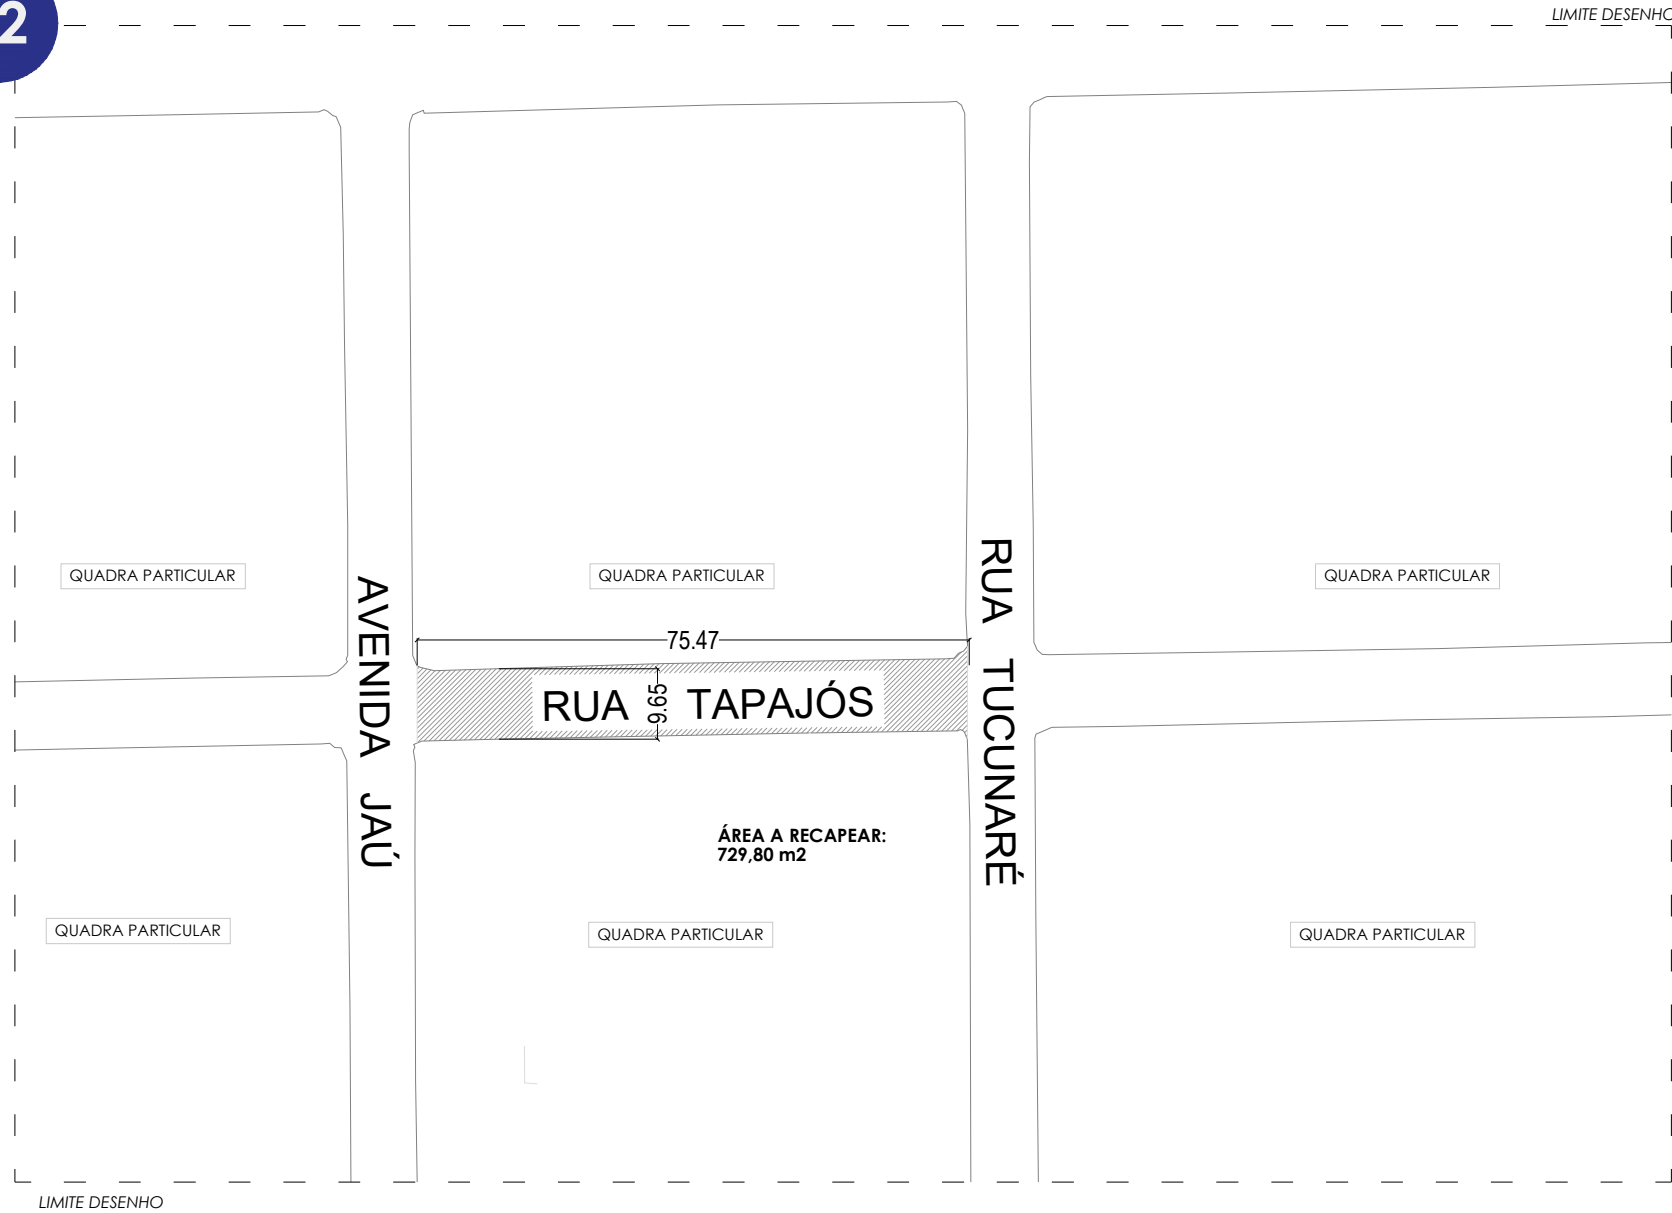 2
LIMITE DESENHO
QUADRA PARTICULAR
QUADRA PARTICULAR
QUADRA PARTICULAR
AVENIDA JAÚ
RUA TUCUNARÉ
75.47
9.65
RUA TAPAJÓS
ÁREA A RECAPEAR:
729,80 m2
QUADRA PARTICULAR
QUADRA PARTICULAR
QUADRA PARTICULAR
LIMITE DESENHO